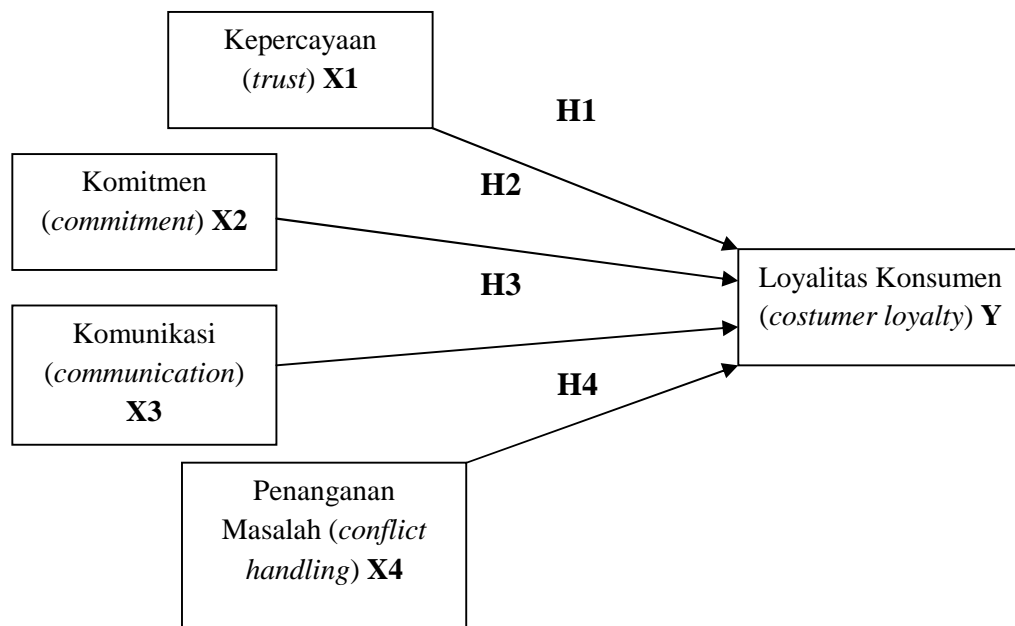 Kepercayaan
(trust) X1
H1
H2
Komitmen
(commitment) X2
H3
Loyalitas Konsumen
(costumer loyalty) Y
Komunikasi
(communication)
X3
H4
Penanganan
Masalah (conflict
handling) X4